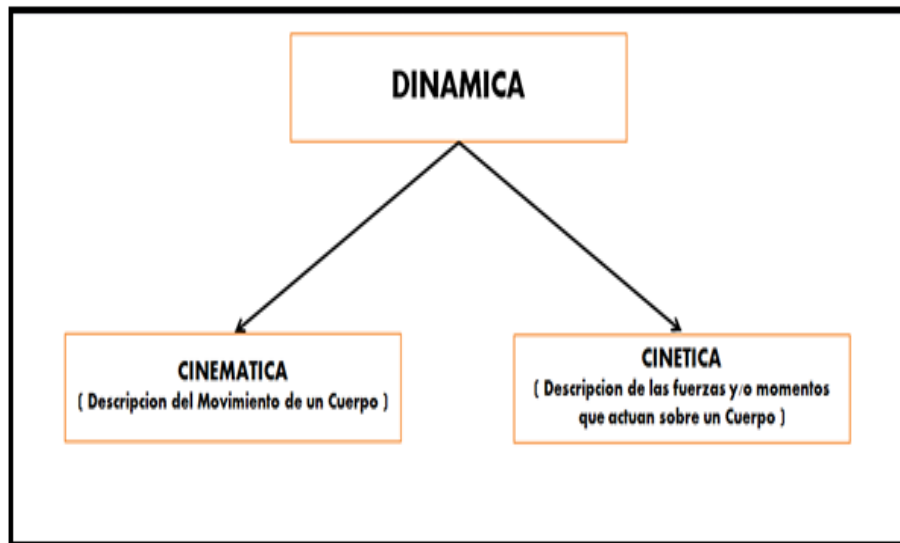 DINAMICA
CINEMATICA
( Descripcion del Movimiento de un Cuerpo )
CINETICA
( Descripcion de las fuerzas y/o momentos
que actuan sobre un Cuerpo )